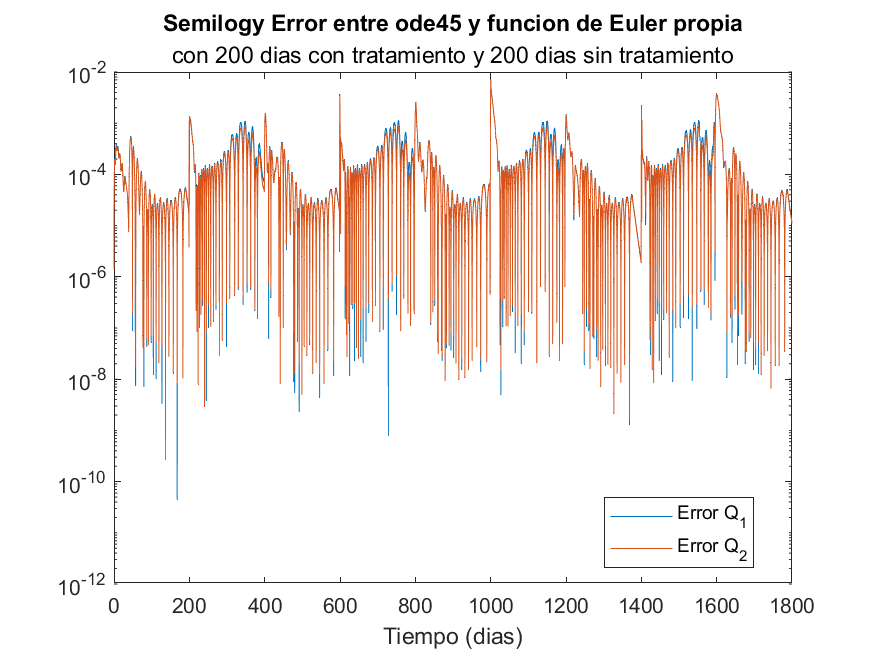 Semilogy Error entre ode45 y funcion de Euler propia
con 200 dias con tratamiento y 200 dias sin tratamiento
10^-2
10^-4
10^-6
10^-8
10^-10
10^-12
Error Q_1
Error Q_2
0 200 400 600 800 1000 1200 1400 1600 1800
Tiempo (dias)